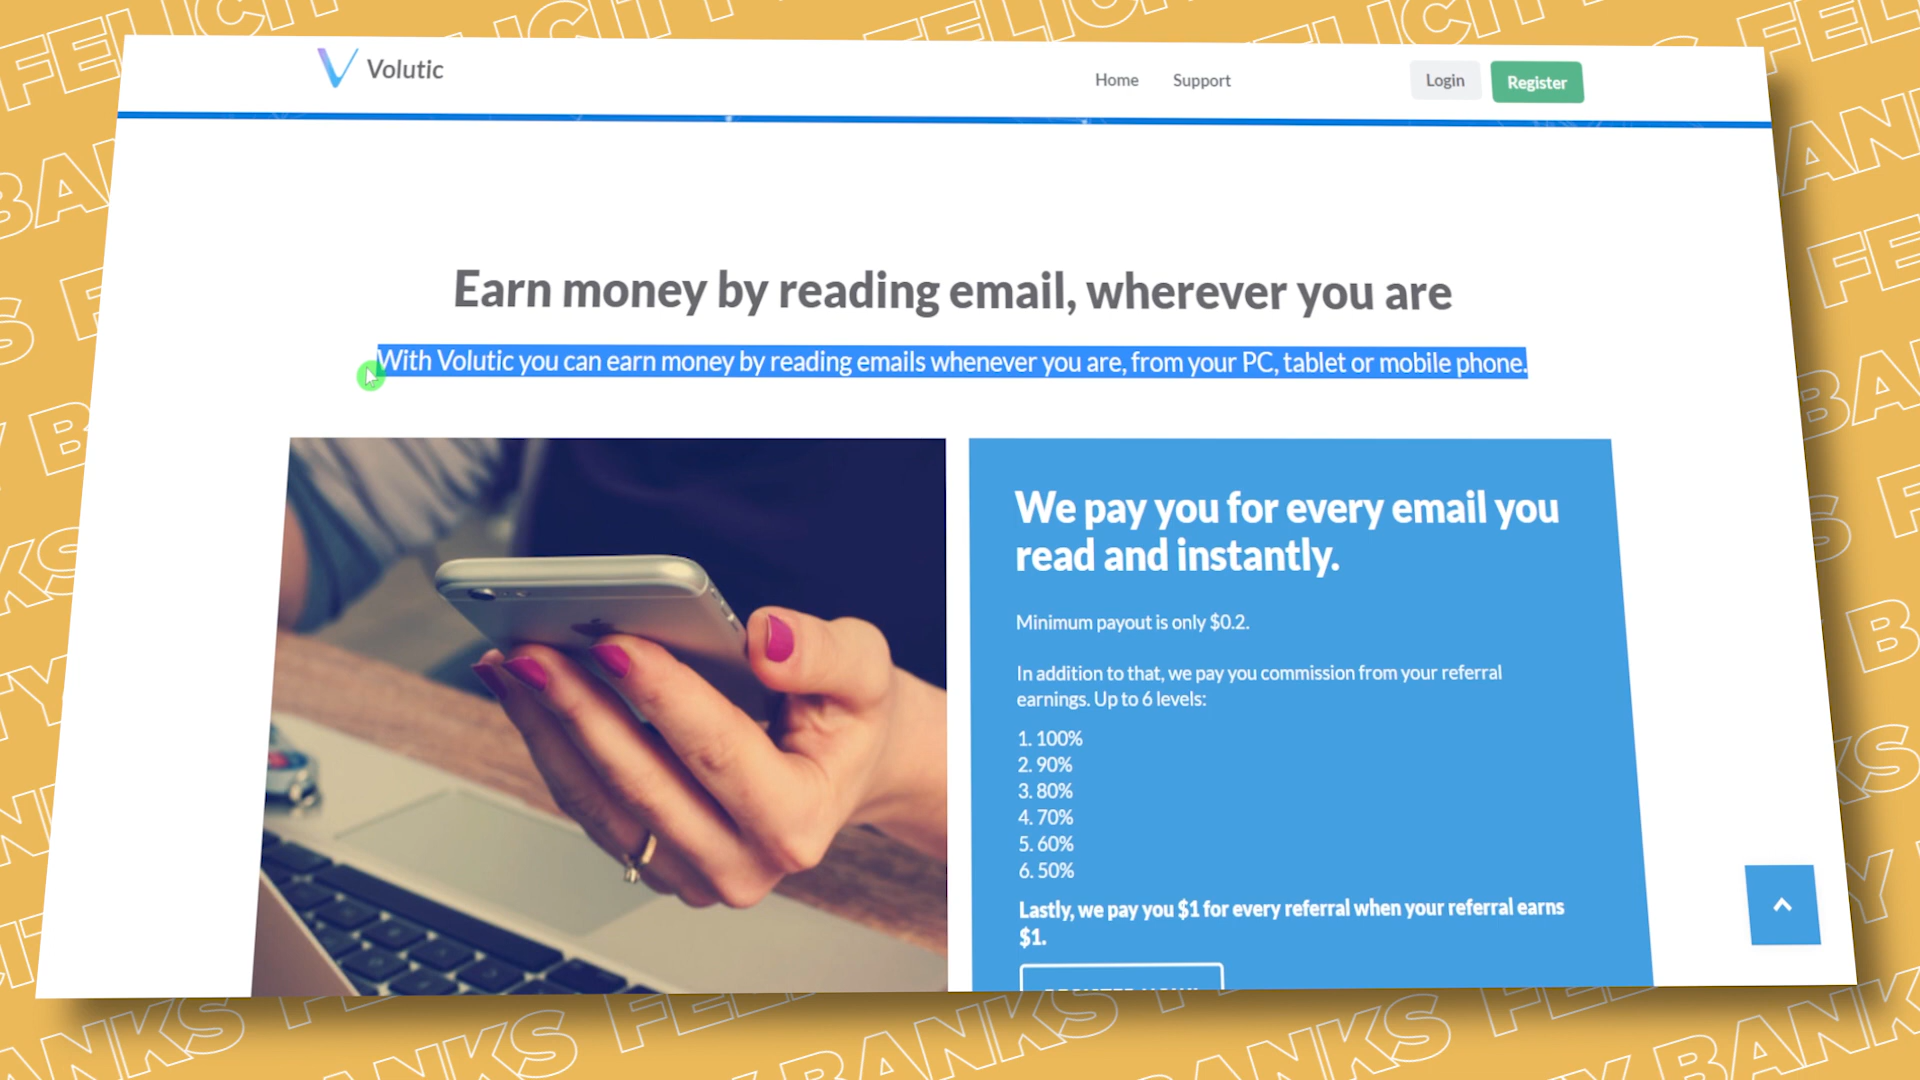 Volutic
Home
Support
Login
Register
Earn money by reading email, wherever you are
With Volutic you can earn money by reading emails whenever you are, from your PC, tablet or mobile phone.
We pay you for every email you
read and instantly.
Minimum payout is only $0.2.
In addition to that, we pay you commission from your referral
earnings. Up to 6 levels:
1. 100%
2. 90%
3. 80%
4. 70%
5. 60%
6. 50%
Lastly, we pay you $1 for every referral when your referral earns
$1.
FELICITY BANKS